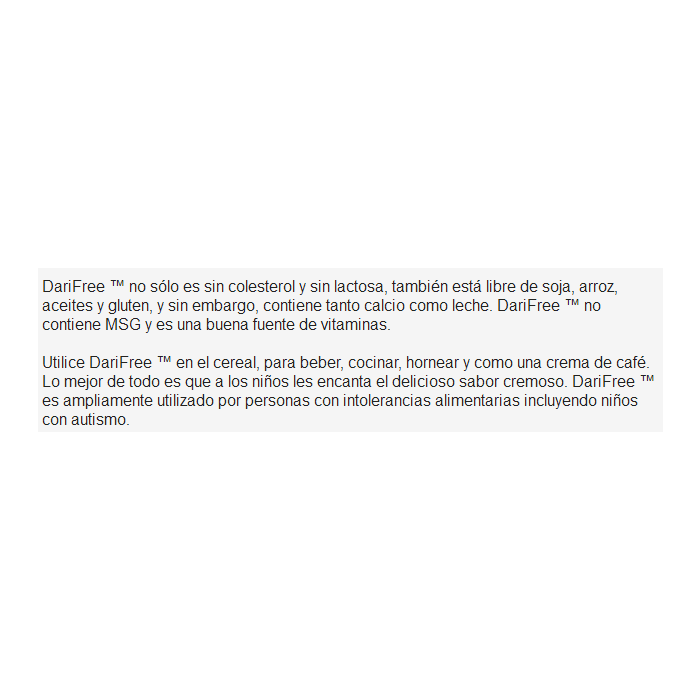 DariFree ™ no sólo es sin colesterol y sin lactosa, también está libre de soja, arroz,
aceites y gluten, y sin embargo, contiene tanto calcio como leche. DariFree ™ no
contiene MSG y es una buena fuente de vitaminas.
Utilice DariFree ™ en el cereal, para beber, cocinar, hornear y como una crema de café.
Lo mejor de todo es que a los niños les encanta el delicioso sabor cremoso. DariFree ™
es ampliamente utilizado por personas con intolerancias alimentarias incluyendo niños
con autismo.